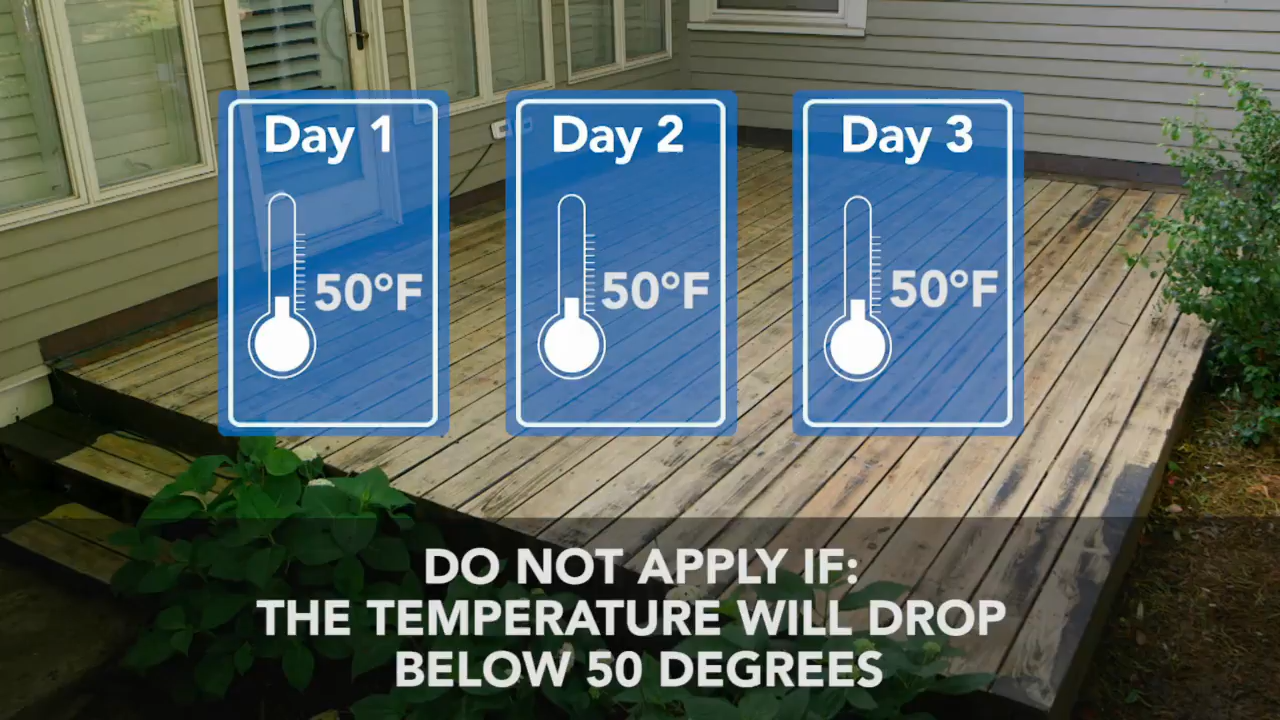 Day 1
Day 2
Day 3
50°F
50°F
50°F
DO NOT APPLY IF:
THE TEMPERATURE WILL DROP
BELOW 50 DEGREES